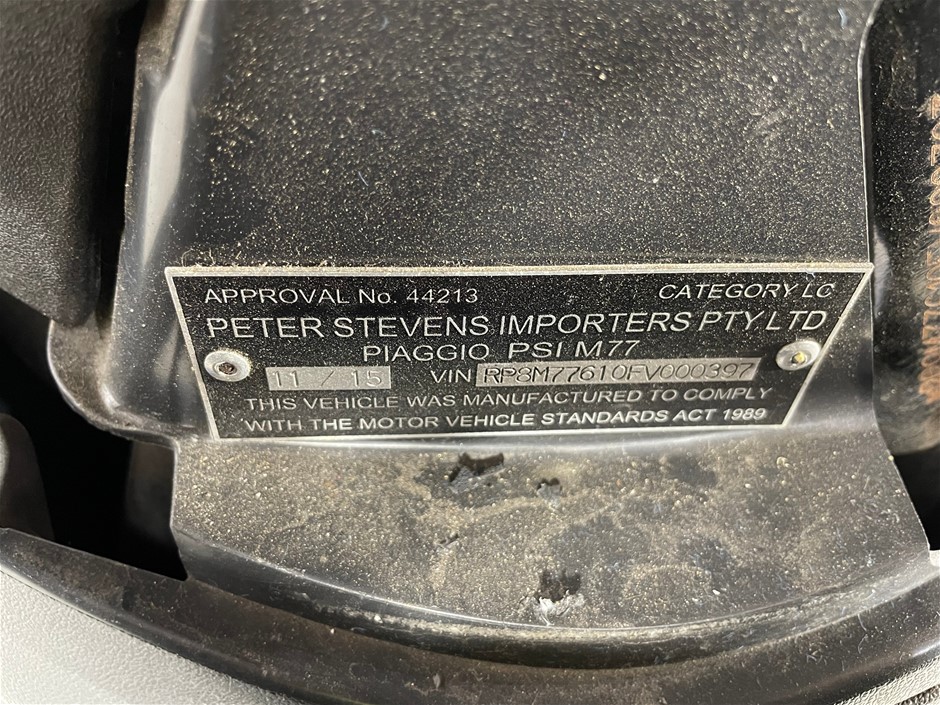 APPROVAL No. 44213 CATEGORY LC
PETER STEVENS IMPORTERS PTY LTD
PIAGGIO PSI M77
11 / 15 VIN RP8M77610FV000397
THIS VEHICLE WAS MANUFACTURED TO COMPLY
WITH THE MOTOR VEHICLE STANDARDS ACT 1989